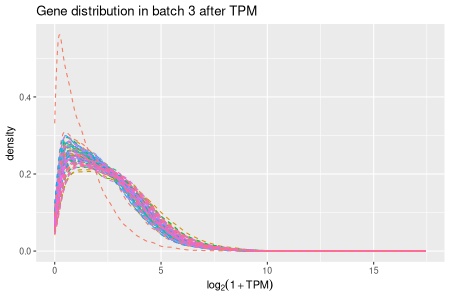 Gene distribution in batch 3 after TPM
density
0.4
0.2
0.0
0
5
10
15
log₂(1 + TPM)